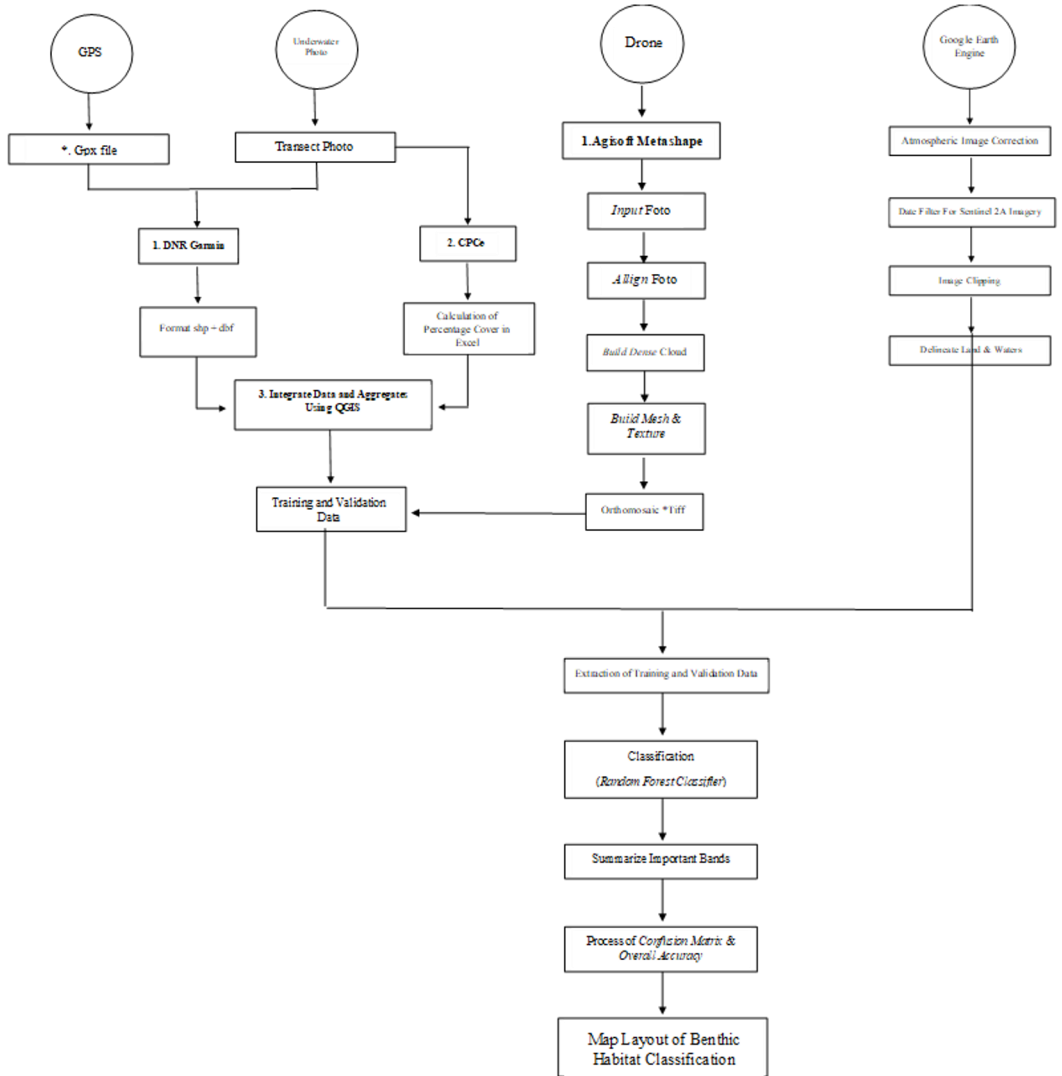 GPS
Underwater
Photo
Drone
Google Earth
Engine
*. Gpx file
Transect Photo
1.Agisoft Metashape
Atmospheric Image Correction
1. DNR Garmin
2. CPCe
Input Foto
Date Filter For Sentinel 2A Imagery
Format shp + dbf
Calculation of
Percentage Cover in
Excel
Allign Foto
Image Clipping
Build Dense Cloud
Delineate Land & Waters
3. Integrate Data and Aggregates
Using QGIS
Build Mesh &
Texture
Training and Validation
Data
Orthomosaic *Tiff
Extraction of Training and Validation Data
Classification
(Random Forest Classifier)
Summarize Important Bands
Process of Confusion Matrix &
Overall Accuracy
Map Layout of Benthic
Habitat Classification